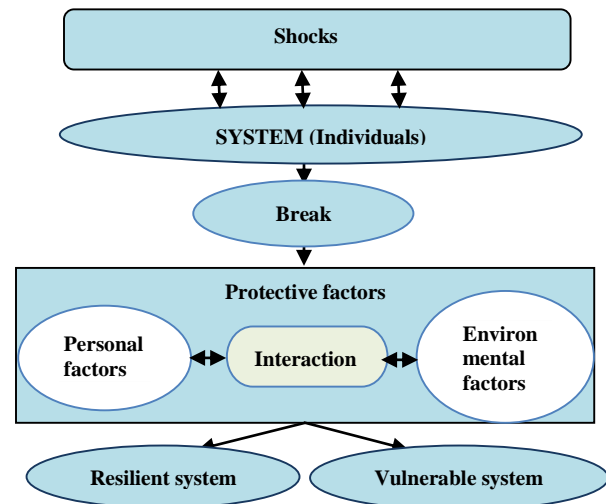 Shocks
SYSTEM (Individuals)
Break
Protective factors
Personal
factors
Interaction
Environ
mental
factors
Resilient system
Vulnerable system